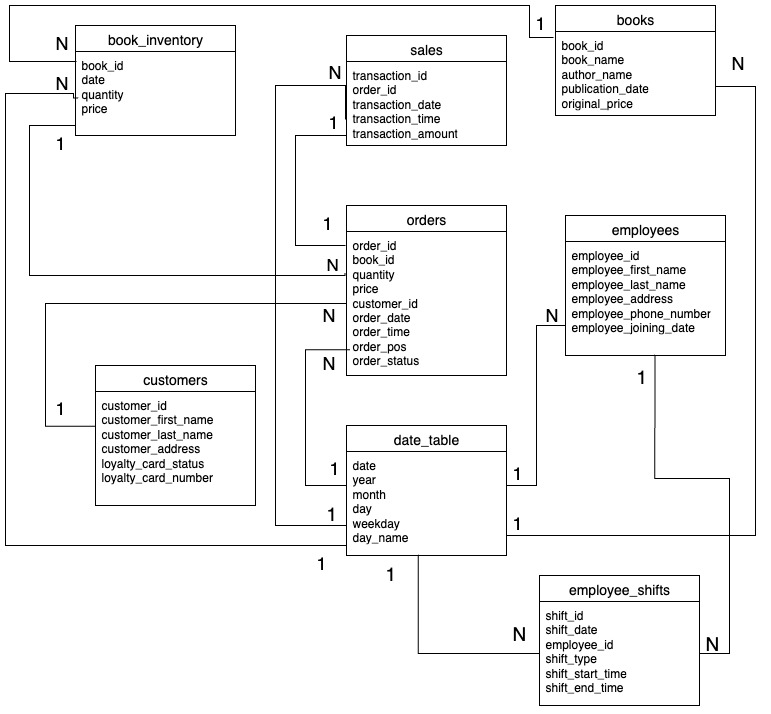 book_inventory
book_id
date
quantity
price
sales
transaction_id
order_id
transaction_date
transaction_time
transaction_amount
books
book_id
book_name
author_name
publication_date
original_price
N
N
1
N
1
1
N
1
N
N
N
1
orders
order_id
book_id
quantity
price
customer_id
order_date
order_time
order_pos
order_status
employees
employee_id
employee_first_name
employee_last_name
employee_address
employee_phone_number
employee_joining_date
N
1
customers
customer_id
customer_first_name
customer_last_name
customer_address
loyalty_card_status
loyalty_card_number
date_table
date
year
month
day
weekday
day_name
1
1
1
1
1
1
employee_shifts
shift_id
shift_date
employee_id
shift_type
shift_start_time
shift_end_time
N
N